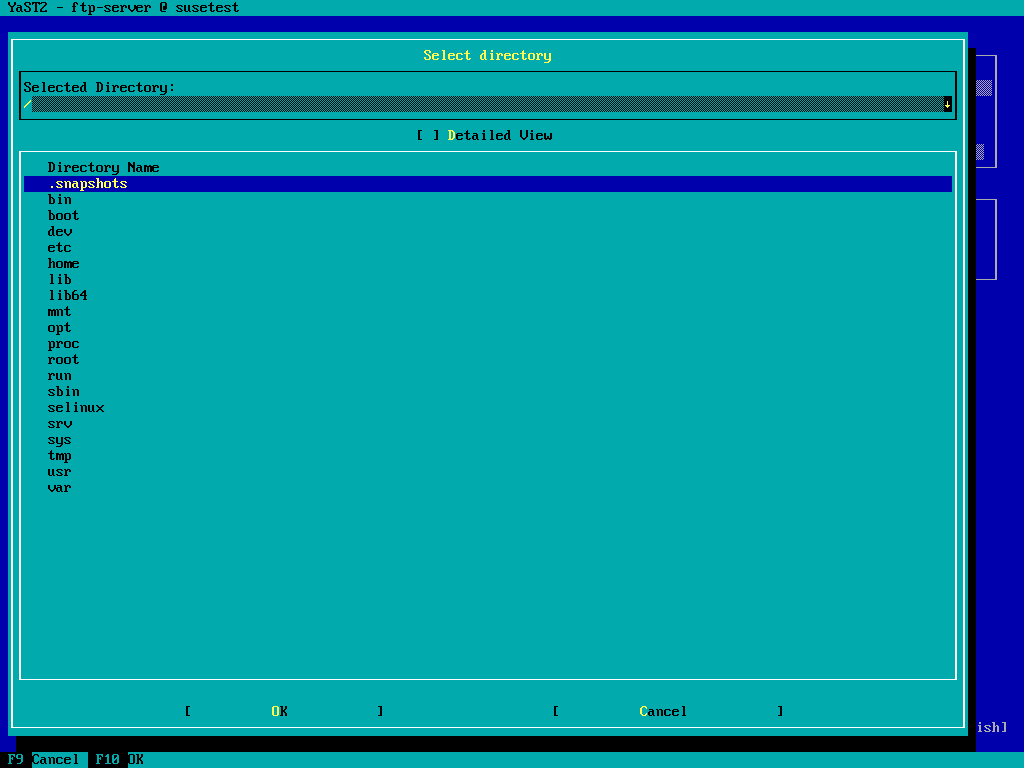 YaST2 - ftp-server @ susetest
Select directory
Selected Directory:
/ ↓
[ ] Detailed View
Directory Name
.snapshots
bin
boot
dev
etc
home
lib
lib64
mnt
opt
proc
root
run
sbin
selinux
srv
sys
tmp
usr
var
[ OK ] [ Cancel ]
ish]
F9 Cancel F10 OK